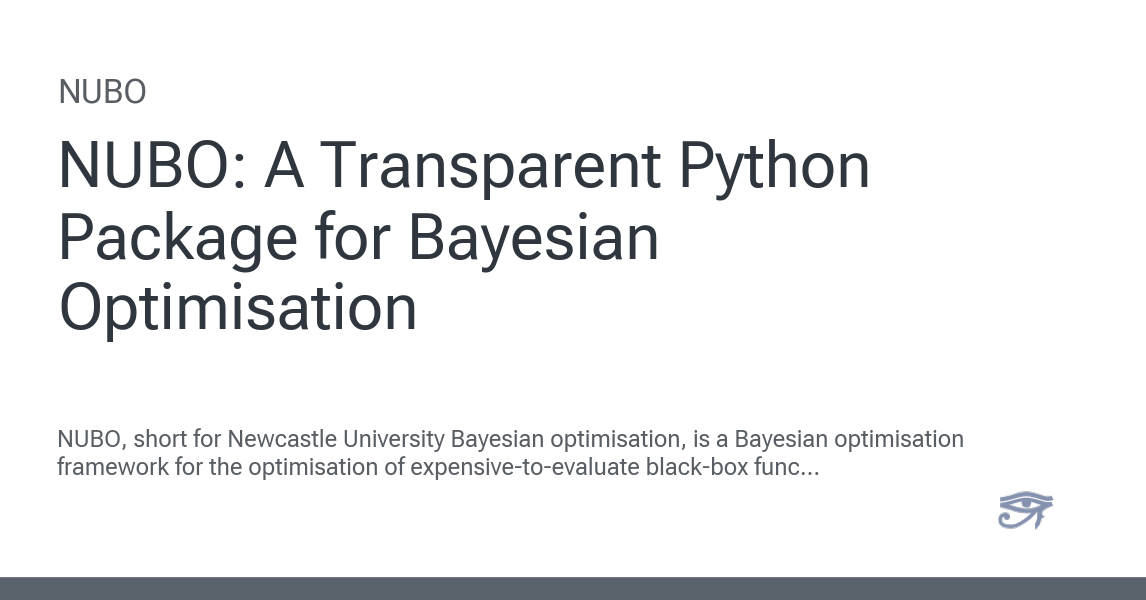 NUBO
NUBO: A Transparent Python
Package for Bayesian
Optimisation
NUBO, short for Newcastle University Bayesian optimisation, is a Bayesian optimisation
framework for the optimisation of expensive-to-evaluate black-box func...